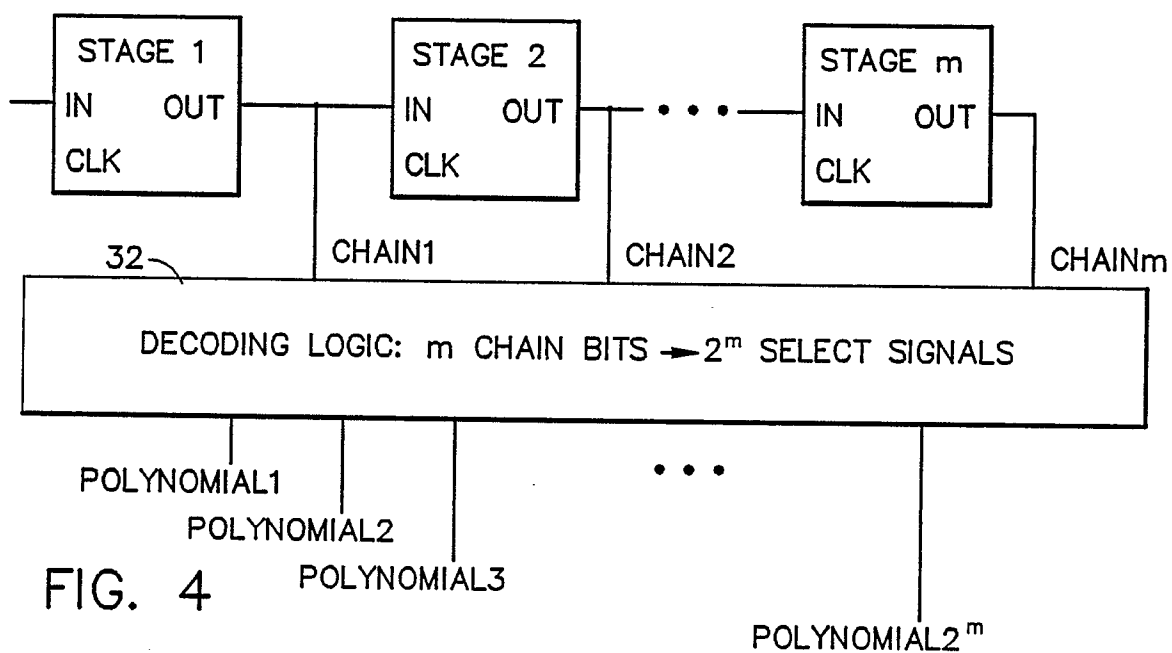 STAGE 1
IN OUT
CLK
STAGE 2
IN OUT
CLK
STAGE m
IN OUT
CLK
32
CHAIN1
CHAIN2
CHAINm
DECODING LOGIC: m CHAIN BITS → 2^m SELECT SIGNALS
POLYNOMIAL1
POLYNOMIAL2
POLYNOMIAL3
POLYNOMIAL2^m
FIG. 4